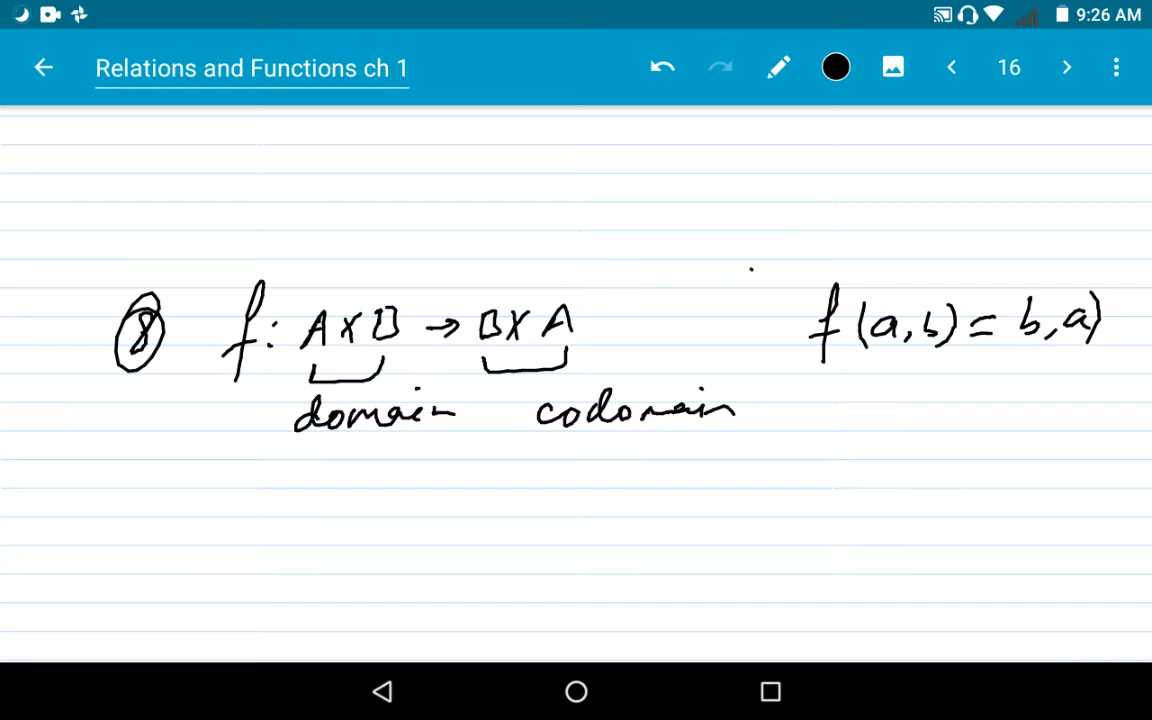 9:26 AM
Relations and Functions ch 1
16
8 f: A X B → B X A f(a,b) = b,a)
domain codomain